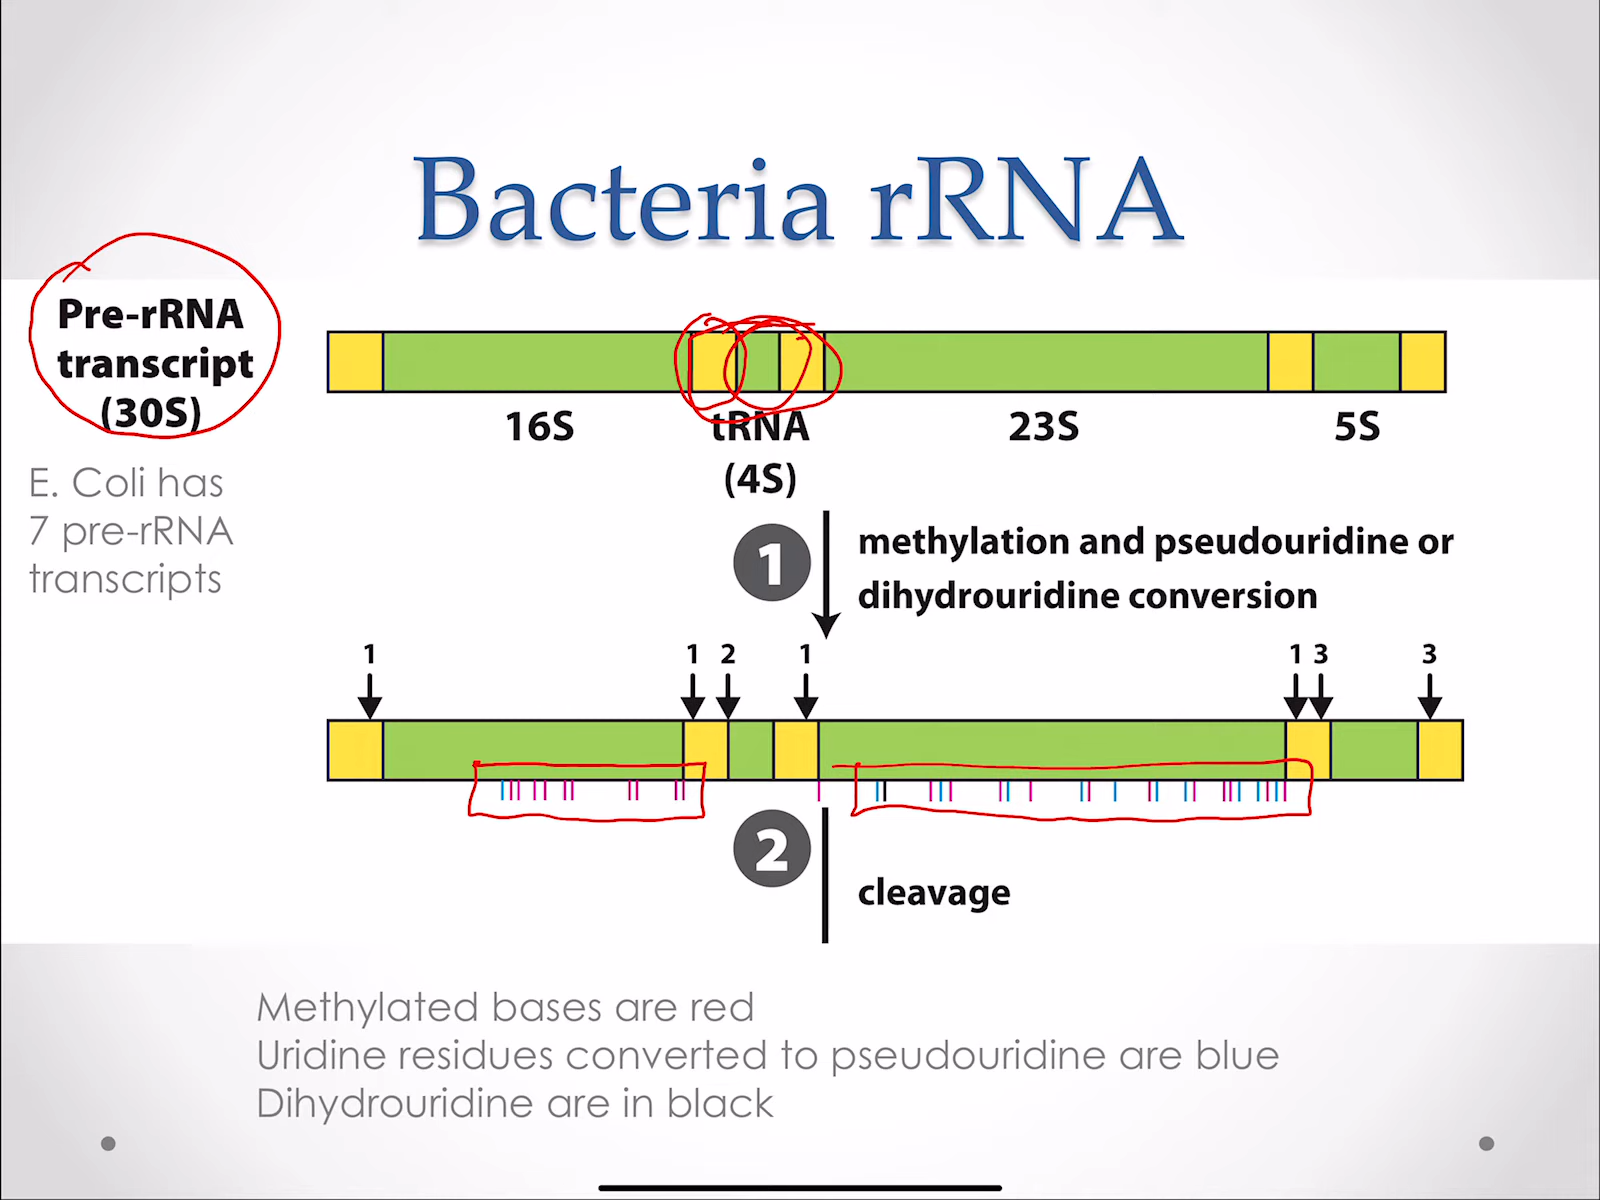 Bacteria rRNA
Pre-rRNA
transcript
(30S)
16S
tRNA
(4S)
23S
5S
E. Coli has
7 pre-rRNA
transcripts
1
methylation and pseudouridine or
dihydrouridine conversion
1 1 2 1 1 3 3
2
cleavage
Methylated bases are red
Uridine residues converted to pseudouridine are blue
Dihydrouridine are in black